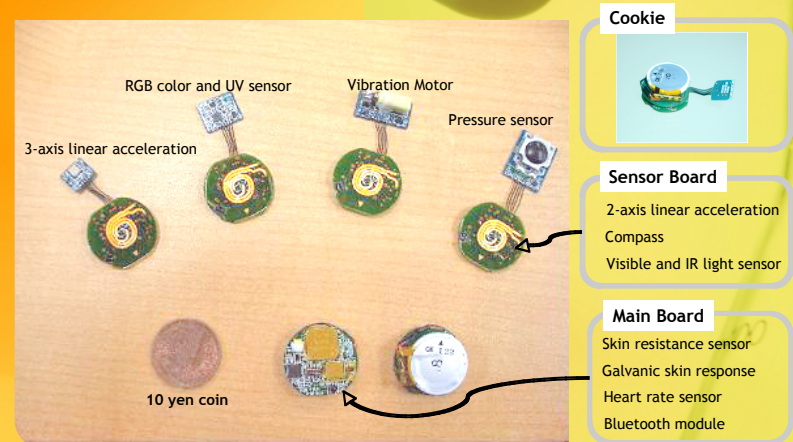 Cookie
RGB color and UV sensor
Vibration Motor
Pressure sensor
3-axis linear acceleration
Sensor Board
2-axis linear acceleration
Compass
Visible and IR light sensor
Main Board
Skin resistance sensor
Galvanic skin response
Heart rate sensor
Bluetooth module
10 yen coin